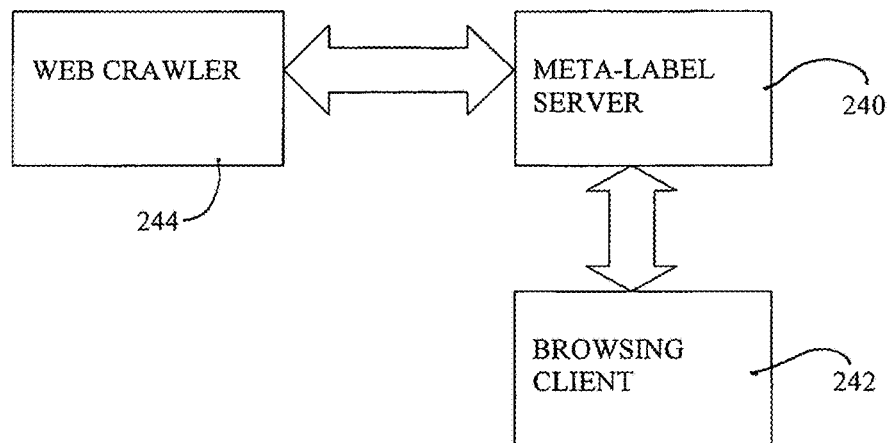 WEB CRAWLER
META-LABEL
SERVER
240
244
BROWSING
CLIENT
242